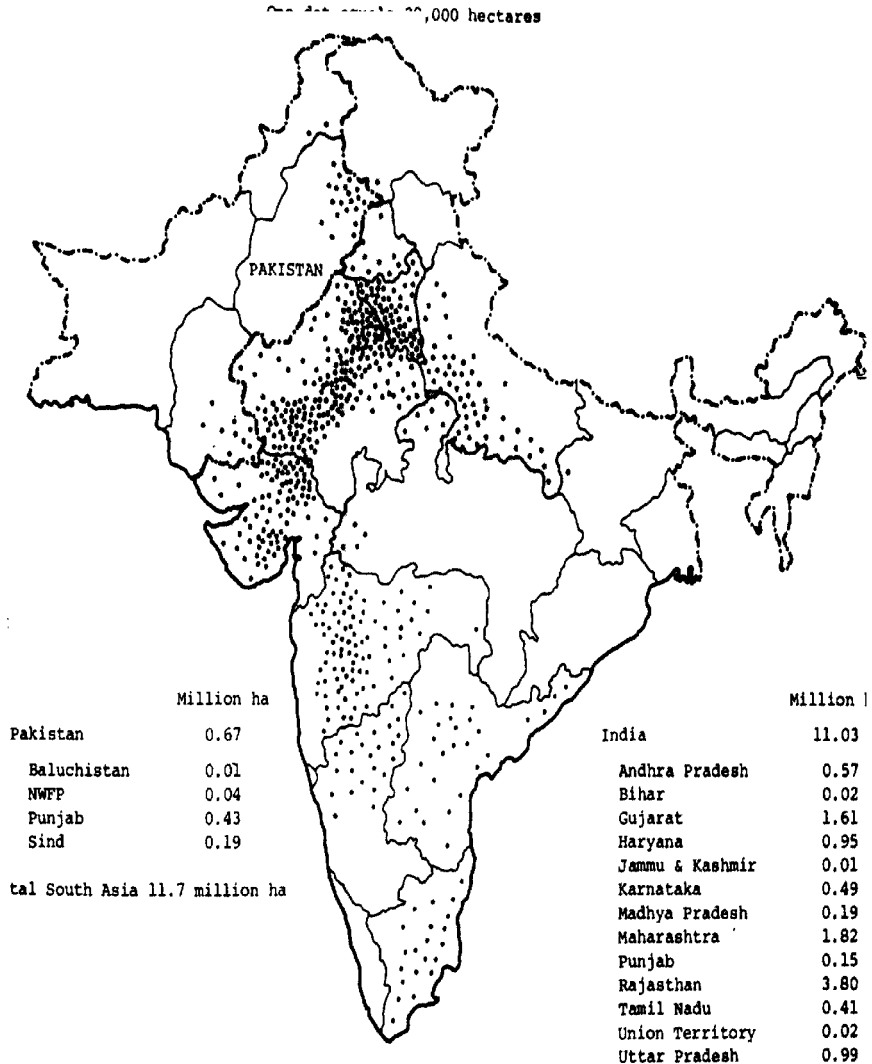 ,000 hectares
PAKISTAN
Million ha
Pakistan 0.67
Baluchistan 0.01
NWFP 0.04
Punjab 0.43
Sind 0.19
tal South Asia 11.7 million ha
Million
India 11.03
Andhra Pradesh 0.57
Bihar 0.02
Gujarat 1.61
Haryana 0.95
Jammu & Kashmir 0.01
Karnataka 0.49
Madhya Pradesh 0.19
Maharashtra 1.82
Punjab 0.15
Rajasthan 3.80
Tamil Nadu 0.41
Union Territory 0.02
Uttar Pradesh 0.99